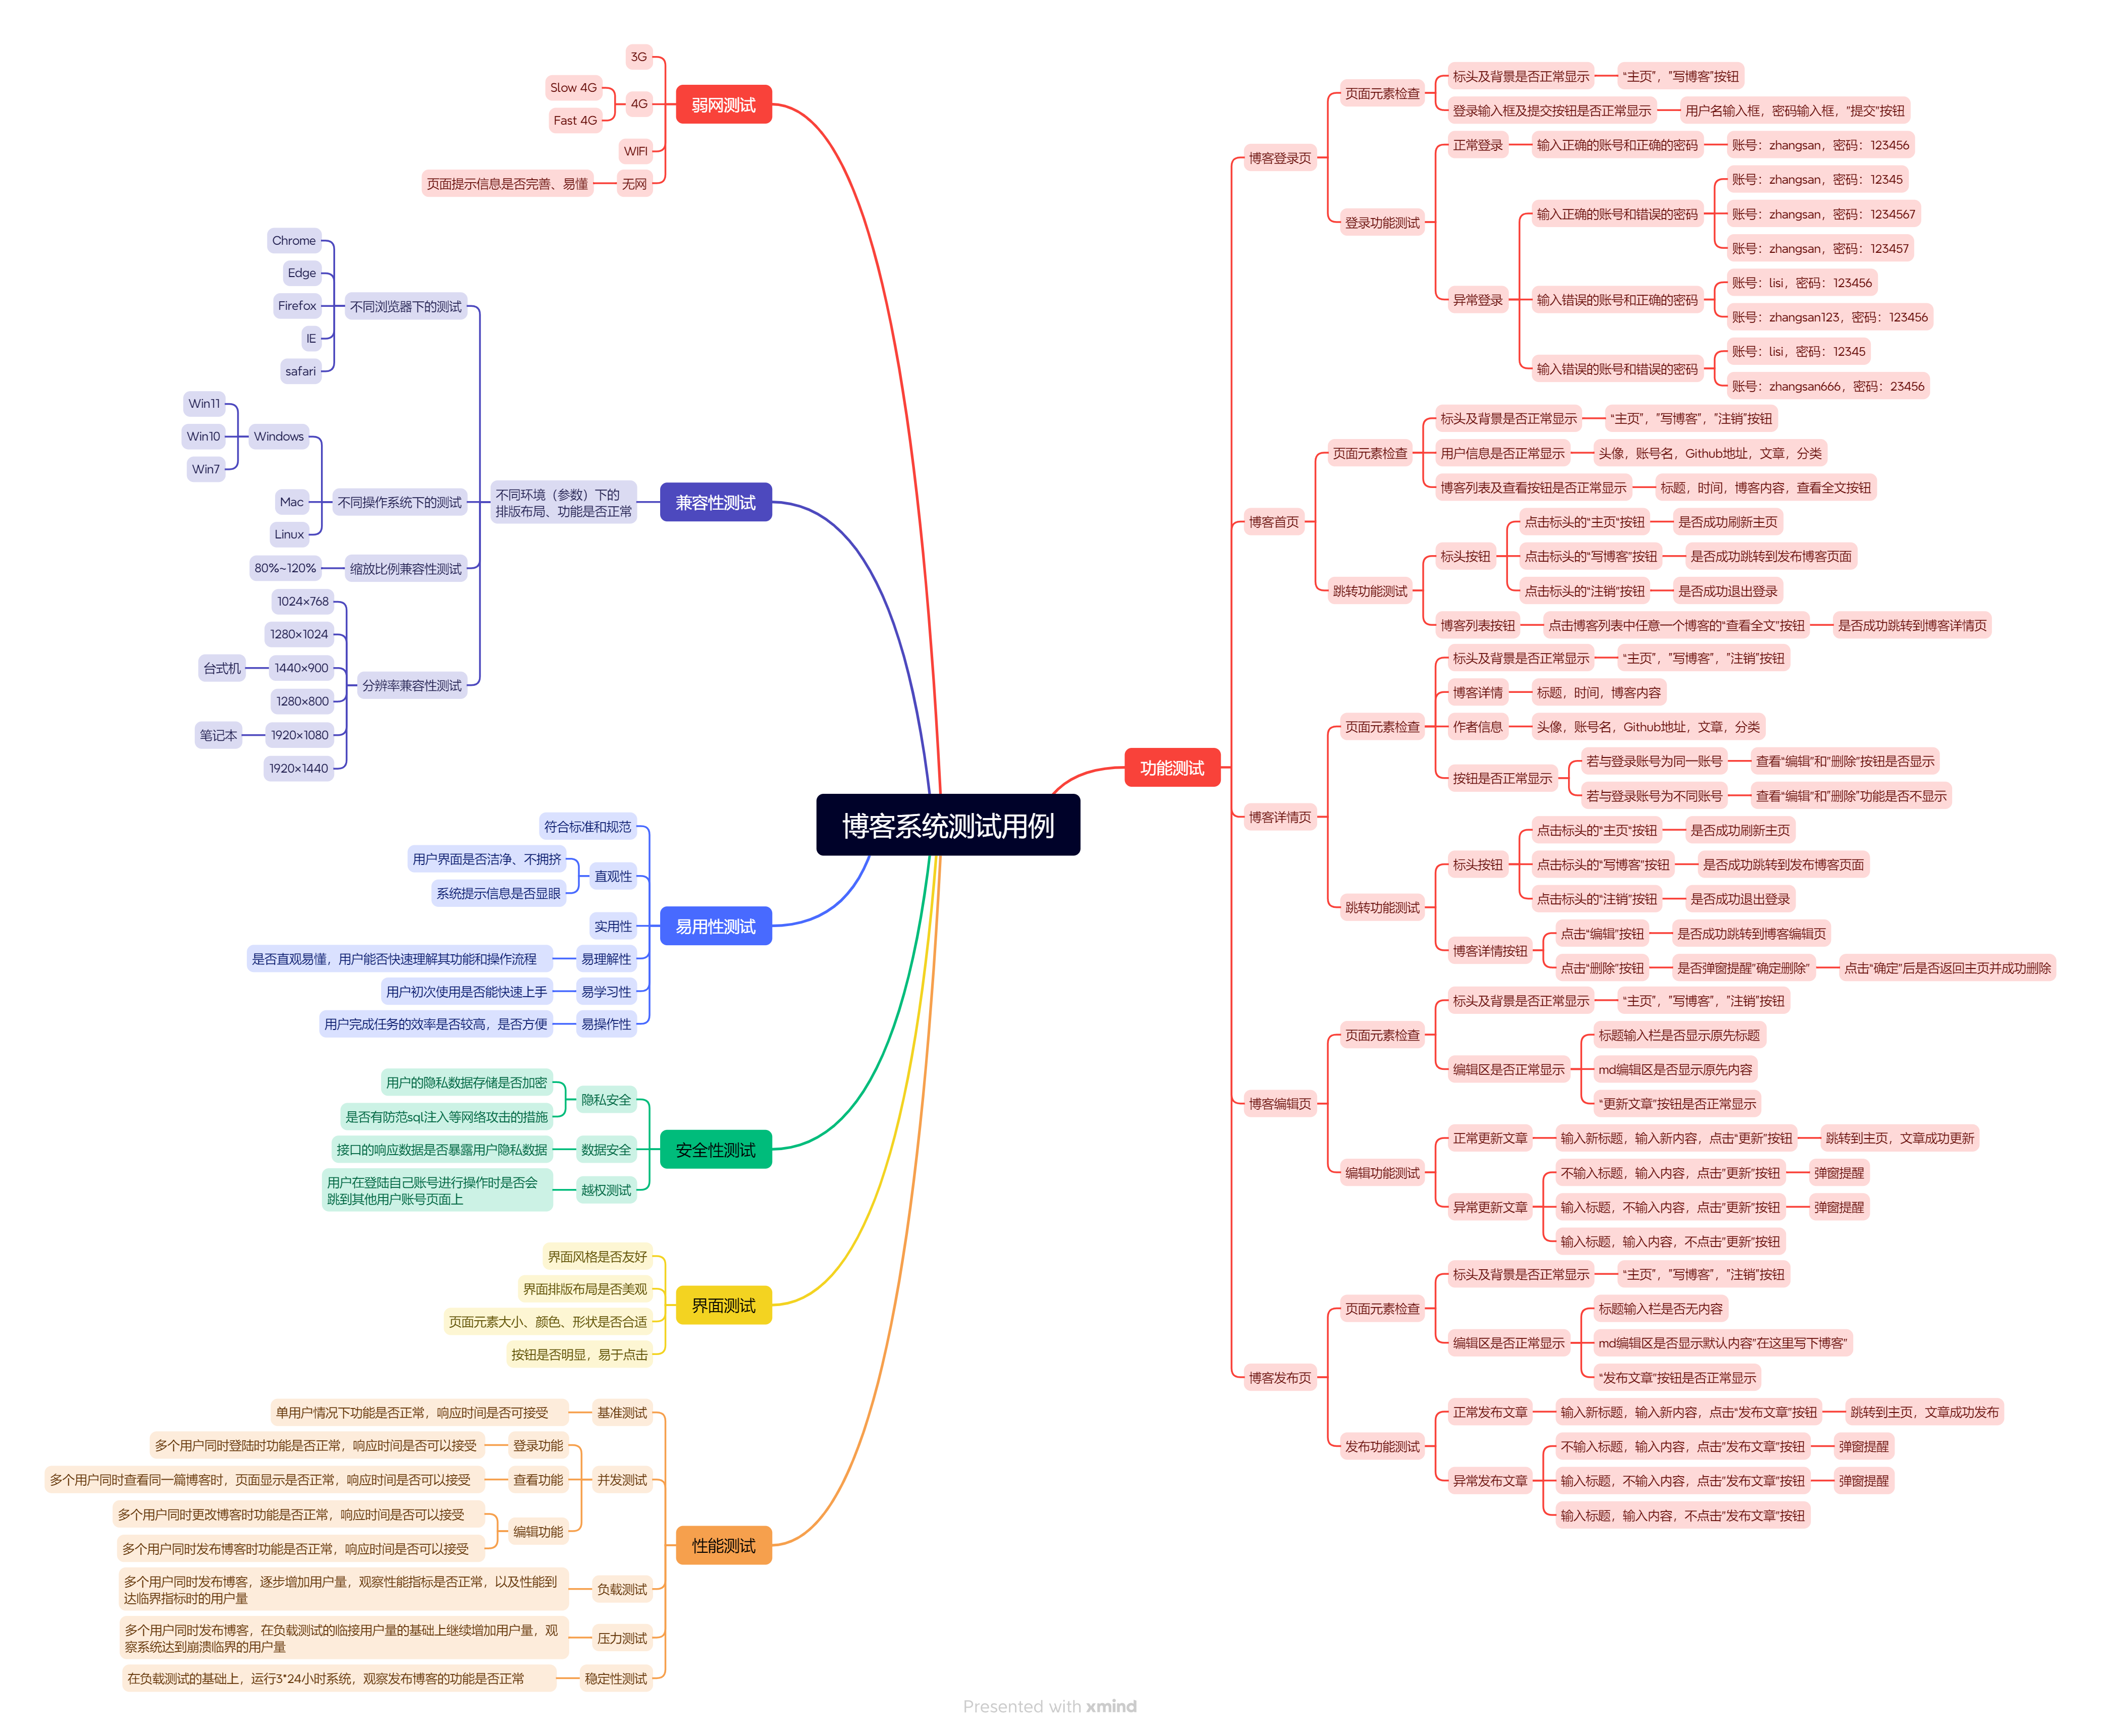 博客系统测试用例
功能测试
博客登录页
页面元素检查
标头及背景是否正常显示
“主页”，”写博客”按钮
登录输入框及提交按钮是否正常显示
用户名输入框，密码输入框，”提交”按钮
登录功能测试
正常登录
输入正确的账号和正确的密码
账号：zhangsan，密码：123456
异常登录
输入正确的账号和错误的密码
账号：zhangsan，密码：12345
账号：zhangsan，密码：1234567
账号：zhangsan，密码：123457
输入错误的账号和正确的密码
账号：lisi，密码：123456
账号：zhangsan123，密码：123456
输入错误的账号和错误的密码
账号：lisi，密码：12345
账号：zhangsan666，密码：23456
博客首页
页面元素检查
标头及背景是否正常显示
“主页”，”写博客”，”注销”按钮
用户信息是否正常显示
头像，账号名，Github地址，文章，分类
博客列表及查看按钮是否正常显示
标题，时间，博客内容，查看全文按钮
跳转功能测试
标头按钮
点击标头的“主页”按钮
是否成功刷新主页
点击标头的“写博客”按钮
是否成功跳转到发布博客页面
点击标头的“注销”按钮
是否成功退出登录
博客列表按钮
点击博客列表中任意一个博客的“查看全文”按钮
是否成功跳转到博客详情页
博客详情页
页面元素检查
标头及背景是否正常显示
“主页”，”写博客”，”注销”按钮
博客详情
标题，时间，博客内容
作者信息
头像，账号名，Github地址，文章，分类
按钮是否正常显示
若与登录账号为同一账号
查看“编辑”和”删除”按钮是否显示
若与登录账号为不同账号
查看“编辑”和”删除”功能是否不显示
跳转功能测试
标头按钮
点击标头的“主页”按钮
是否成功刷新主页
点击标头的“写博客”按钮
是否成功跳转到发布博客页面
点击标头的“注销”按钮
是否成功退出登录
博客详情按钮
点击“编辑”按钮
是否成功跳转到博客编辑页
点击“删除”按钮
是否弹窗提醒”确定删除”
点击“确定”后是否返回主页并成功删除
博客编辑页
页面元素检查
标头及背景是否正常显示
“主页”，”写博客”，”注销”按钮
编辑区是否正常显示
标题输入栏是否显示原先标题
md编辑区是否显示原先内容
“更新文章”按钮是否正常显示
编辑功能测试
正常更新文章
输入新标题，输入新内容，点击“更新”按钮
跳转到主页，文章成功更新
异常更新文章
不输入标题，输入内容，点击”更新”按钮
弹窗提醒
输入标题，不输入内容，点击”更新”按钮
弹窗提醒
输入标题，输入内容，不点击”更新”按钮
博客发布页
页面元素检查
标头及背景是否正常显示
“主页”，”写博客”，”注销”按钮
编辑区是否正常显示
标题输入栏是否无内容
md编辑区是否显示默认内容”在这里写下博客”
“发布文章”按钮是否正常显示
发布功能测试
正常发布文章
输入新标题，输入新内容，点击“发布文章”按钮
跳转到主页，文章成功发布
异常发布文章
不输入标题，输入内容，点击”发布文章”按钮
弹窗提醒
输入标题，不输入内容，点击”发布文章”按钮
弹窗提醒
输入标题，输入内容，不点击”发布文章”按钮
弱网测试
3G
4G
Slow 4G
Fast 4G
WIFI
无网
页面提示信息是否完善、易懂
兼容性测试
不同环境（参数）下的
排版布局、功能是否正常
不同浏览器下的测试
Chrome
Edge
Firefox
IE
safari
不同操作系统下的测试
Windows
Win11
Win10
Win7
Mac
Linux
缩放比例兼容性测试
80%~120%
分辨率兼容性测试
1024×768
1280×1024
1440×900
台式机
1280×800
1920×1080
笔记本
1920×1440
易用性测试
符合标准和规范
直观性
用户界面是否洁净、不拥挤
系统提示信息是否显眼
实用性
易理解性
是否直观易懂，用户能否快速理解其功能和操作流程
易学习性
用户初次使用是否能快速上手
易操作性
用户完成任务的效率是否较高，是否方便
安全性测试
隐私安全
用户的隐私数据存储是否加密
是否有防范sql注入等网络攻击的措施
数据安全
接口的响应数据是否暴露用户隐私数据
越权测试
用户在登陆自己账号进行操作时是否会
跳到其他用户账号页面上
界面测试
界面风格是否友好
界面排版布局是否美观
页面元素大小、颜色、形状是否合适
按钮是否明显，易于点击
性能测试
基准测试
单用户情况下功能是否正常，响应时间是否可接受
并发测试
登录功能
多个用户同时登陆时功能是否正常，响应时间是否可以接受
查看功能
多个用户同时查看同一篇博客时，页面显示是否正常，响应时间是否可以接受
编辑功能
多个用户同时更改博客时功能是否正常，响应时间是否可以接受
多个用户同时发布博客时功能是否正常，响应时间是否可以接受
负载测试
多个用户同时发布博客，逐步增加用户量，观察性能指标是否正常，以及性能到
达临界指标时的用户量
压力测试
多个用户同时发布博客，在负载测试的临接用户量的基础上继续增加用户量，观
察系统达到崩溃临界的用户量
稳定性测试
在负载测试的基础上，运行3*24小时系统，观察发布博客的功能是否正常
Presented with xmind